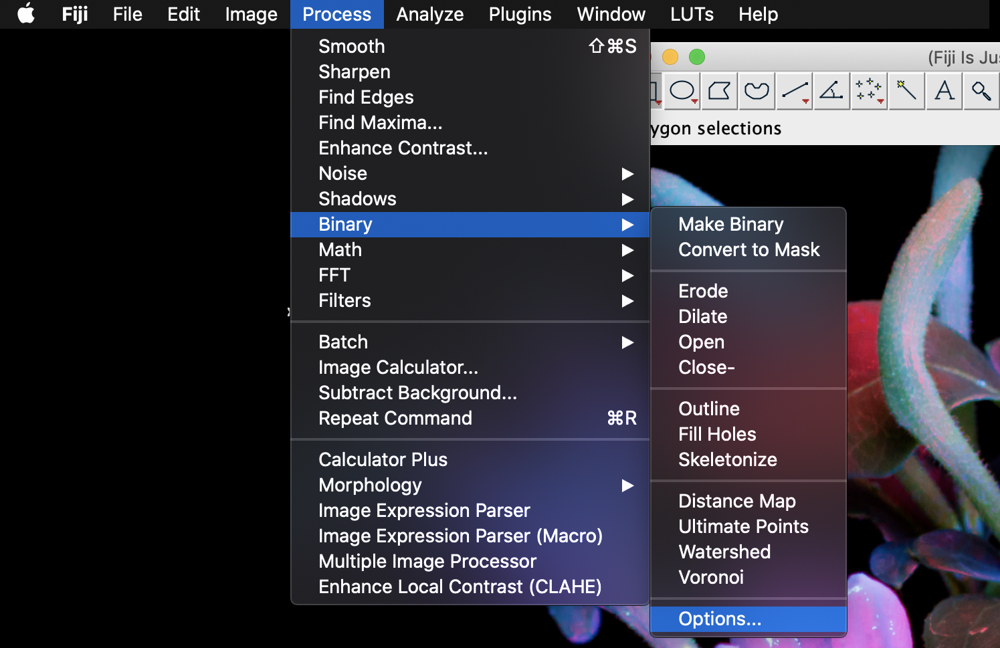 Fiji File Edit Image Process Analyze Plugins Window LUTs Help
Smooth ⇧⌘S
Sharpen
Find Edges
Find Maxima...
Enhance Contrast...
Noise
Shadows
Binary
Math
FFT
Filters
Batch
Image Calculator...
Subtract Background...
Repeat Command ⌘R
Calculator Plus
Morphology
Image Expression Parser
Image Expression Parser (Macro)
Multiple Image Processor
Enhance Local Contrast (CLAHE)
(Fiji Is Jus
A
ygon selections
Make Binary
Convert to Mask
Erode
Dilate
Open
Close-
Outline
Fill Holes
Skeletonize
Distance Map
Ultimate Points
Watershed
Voronoi
Options...